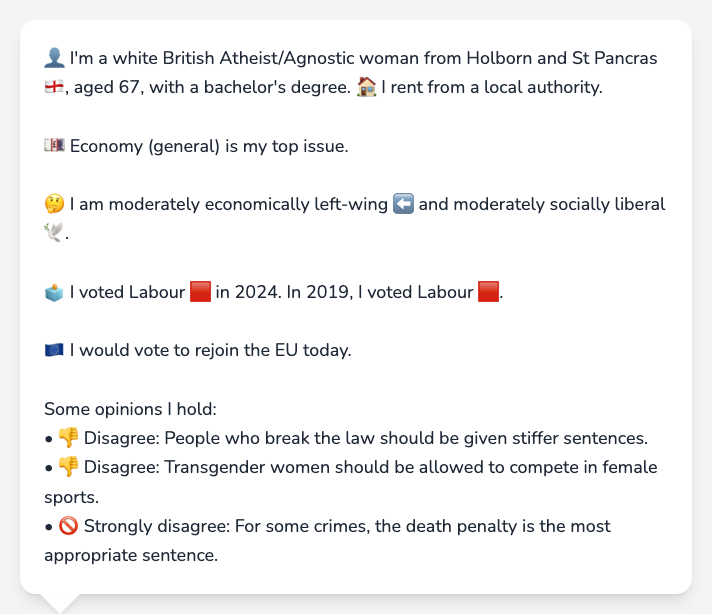 👤 I'm a white British Atheist/Agnostic woman from Holborn and St Pancras
🏴󠁧󠁢󠁥󠁮󠁧󠁿, aged 67, with a bachelor's degree. 🏠 I rent from a local authority.
💷 Economy (general) is my top issue.
🤔 I am moderately economically left-wing ⬅️ and moderately socially liberal
🕊️.
🗳️ I voted Labour 🟥 in 2024. In 2019, I voted Labour 🟥.
🇪🇺 I would vote to rejoin the EU today.
Some opinions I hold:
• 👎 Disagree: People who break the law should be given stiffer sentences.
• 👎 Disagree: Transgender women should be allowed to compete in female
sports.
• 🚫 Strongly disagree: For some crimes, the death penalty is the most
appropriate sentence.